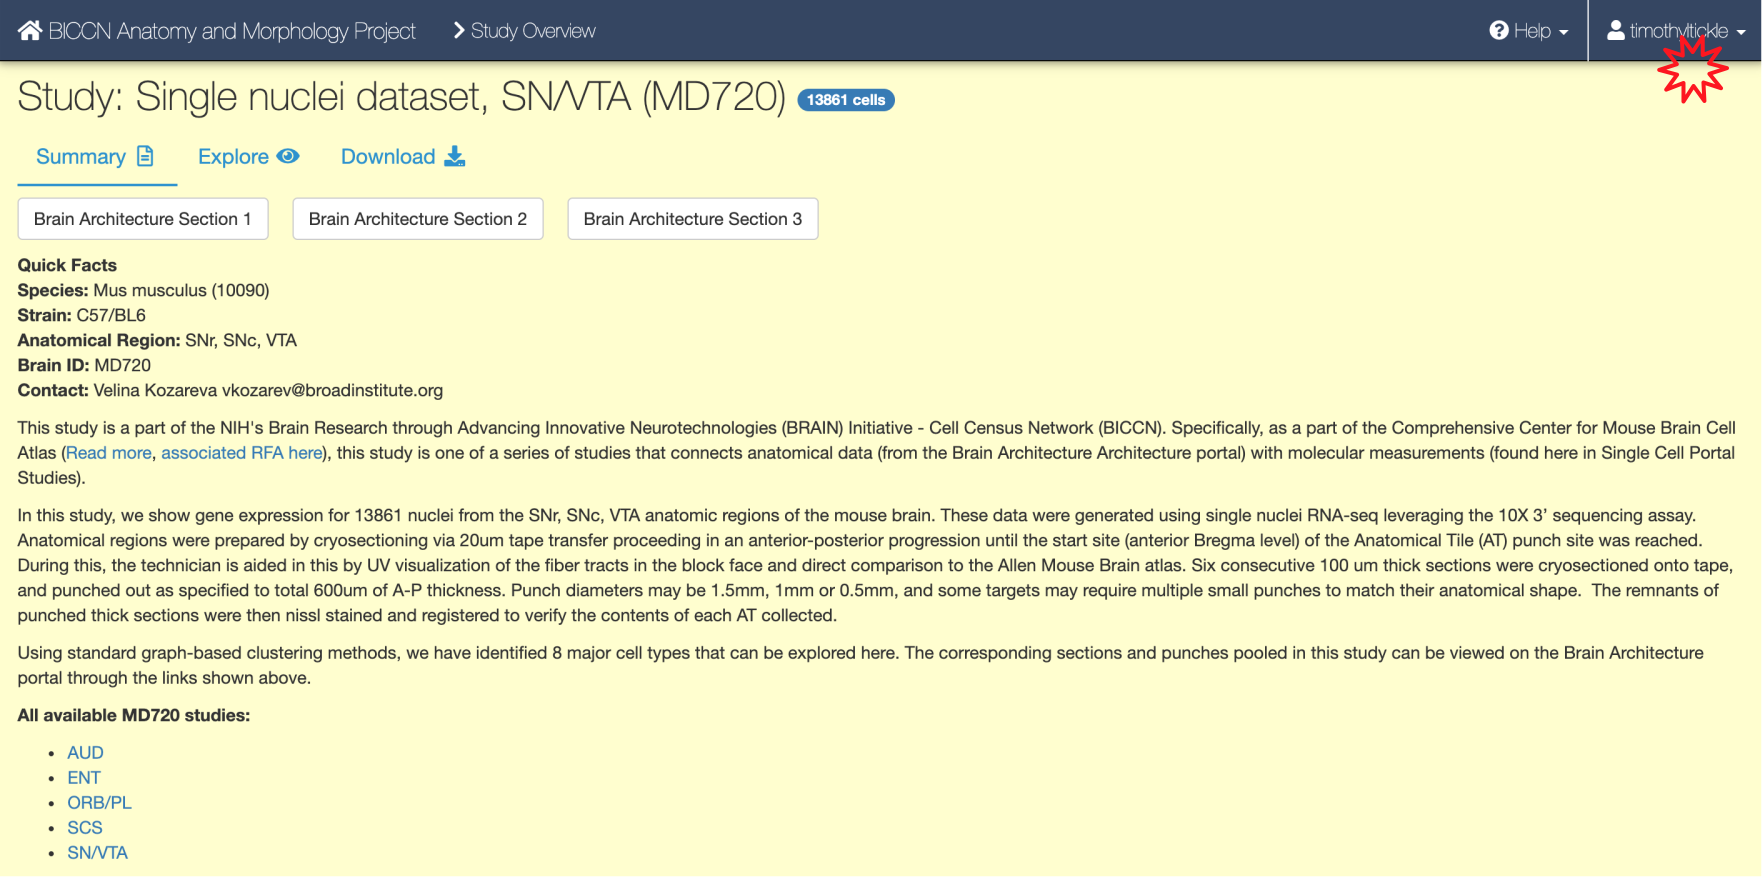 BICCN Anatomy and Morphology Project Study Overview Help timothyltickle
Study: Single nuclei dataset, SN/VTA (MD720) 13861 cells
Summary Explore Download
Brain Architecture Section 1 Brain Architecture Section 2 Brain Architecture Section 3
Quick Facts
Species: Mus musculus (10090)
Strain: C57/BL6
Anatomical Region: SNr, SNc, VTA
Brain ID: MD720
Contact: Velina Kozareva vkozarev@broadinstitute.org
This study is a part of the NIH's Brain Research through Advancing Innovative Neurotechnologies (BRAIN) Initiative - Cell Census Network (BICCN). Specifically, as a part of the Comprehensive Center for Mouse Brain Cell
Atlas (Read more, associated RFA here), this study is one of a series of studies that connects anatomical data (from the Brain Architecture Architecture portal) with molecular measurements (found here in Single Cell Portal
Studies).
In this study, we show gene expression for 13861 nuclei from the SNr, SNc, VTA anatomic regions of the mouse brain. These data were generated using single nuclei RNA-seq leveraging the 10X 3’ sequencing assay.
Anatomical regions were prepared by cryosectioning via 20um tape transfer proceeding in an anterior-posterior progression until the start site (anterior Bregma level) of the Anatomical Tile (AT) punch site was reached.
During this, the technician is aided in this by UV visualization of the fiber tracts in the block face and direct comparison to the Allen Mouse Brain atlas. Six consecutive 100 um thick sections were cryosectioned onto tape,
and punched out as specified to total 600um of A-P thickness. Punch diameters may be 1.5mm, 1mm or 0.5mm, and some targets may require multiple small punches to match their anatomical shape. The remnants of
punched thick sections were then nissl stained and registered to verify the contents of each AT collected.
Using standard graph-based clustering methods, we have identified 8 major cell types that can be explored here. The corresponding sections and punches pooled in this study can be viewed on the Brain Architecture
portal through the links shown above.
All available MD720 studies:
• AUD
• ENT
• ORB/PL
• SCS
• SN/VTA